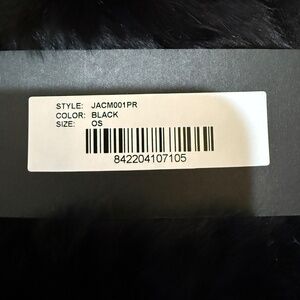 STYLE: JACM001PR
COLOR: BLACK
SIZE: OS
842204107105